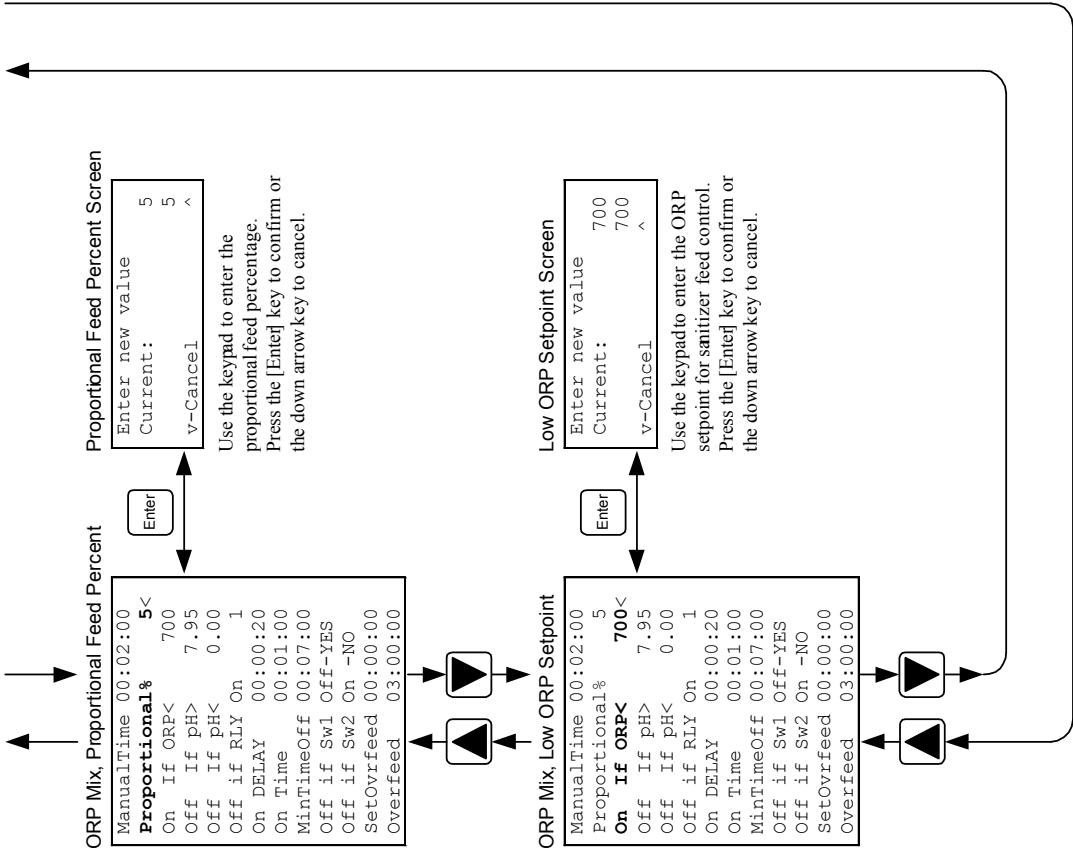 ORP Mix, Proportional Feed Percent
ManualTime 00:02:00
Proportional% 5<
On If ORP< 700
Off If pH> 7.95
Off If pH< 0.00
Off if RLY On 1
On DELAY 00:00:20
On Time 00:01:00
MinTimeOff 00:07:00
Off if Sw1 Off-YES
Off if Sw2 On -NO
SetOvrfeed 00:00:00
Overfeed 03:00:00
Enter
Proportional Feed Percent Screen
Enter new value
Current: 5
5
v-Cancel ^
Use the keypad to enter the
proportional feed percentage.
Press the [Enter] key to confirm or
the down arrow key to cancel.
ORP Mix, Low ORP Setpoint
ManualTime 00:02:00
Proportional% 5
On If ORP< 700<
Off If pH> 7.95
Off If pH< 0.00
Off if RLY On 1
On DELAY 00:00:20
On Time 00:01:00
MinTimeOff 00:07:00
Off if Sw1 Off-YES
Off if Sw2 On -NO
SetOvrfeed 00:00:00
Overfeed 03:00:00
Enter
Low ORP Setpoint Screen
Enter new value
Current: 700
700
v-Cancel ^
Use the keypad to enter the ORP
setpoint for sanitizer feed control.
Press the [Enter] key to confirm or
the down arrow key to cancel.